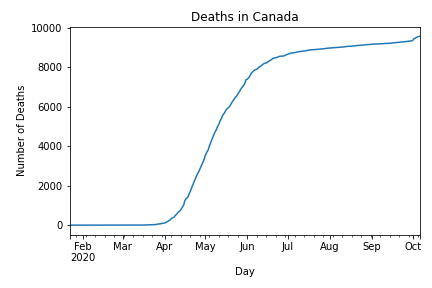 Deaths in Canada
10000
8000
6000
4000
2000
0
Number of Deaths
Feb Mar Apr May Jun Jul Aug Sep Oct
2020
Day